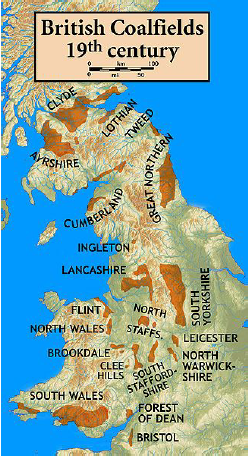 British Coalfields
19th century
0 km 100
0 mi 50
CLYDE
LOTHIAN
TWEED
AYRSHIRE
GREAT NORTHERN
CUMBERLAND
INGLETON
LANCASHIRE
SOUTH
YORKSHIRE
FLINT
NORTH
STAFFS.
NORTH WALES
LEICESTER
BROOKDALE
NORTH
WARWICK-
SHIRE
CLEE
HILLS
SOUTH
STAFFORD-
SHIRE
SOUTH WALES
FOREST
OF DEAN
BRISTOL